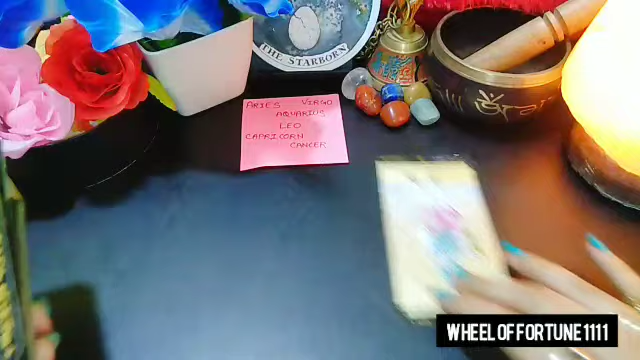 THE STARBORN
ARIES VIRGO
AQUARIUS
LEO
CAPRICORN
CANCER
WHEEL OF FORTUNE 1111